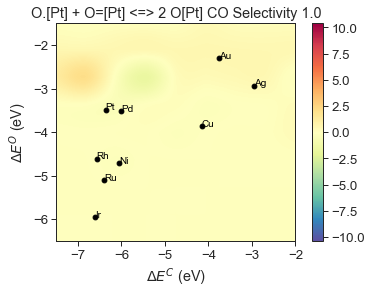 O.[Pt] + O=[Pt] <=> 2 O[Pt] CO Selectivity 1.0
10.0
7.5
5.0
2.5
0.0
−2.5
−5.0
−7.5
−10.0
−2
−3
−4
−5
−6
ΔE^O (eV)
Au
Ag
Pt
Pd
Cu
Rh
Ni
Ru
Ir
−7
−6
−5
−4
−3
−2
ΔE^C (eV)